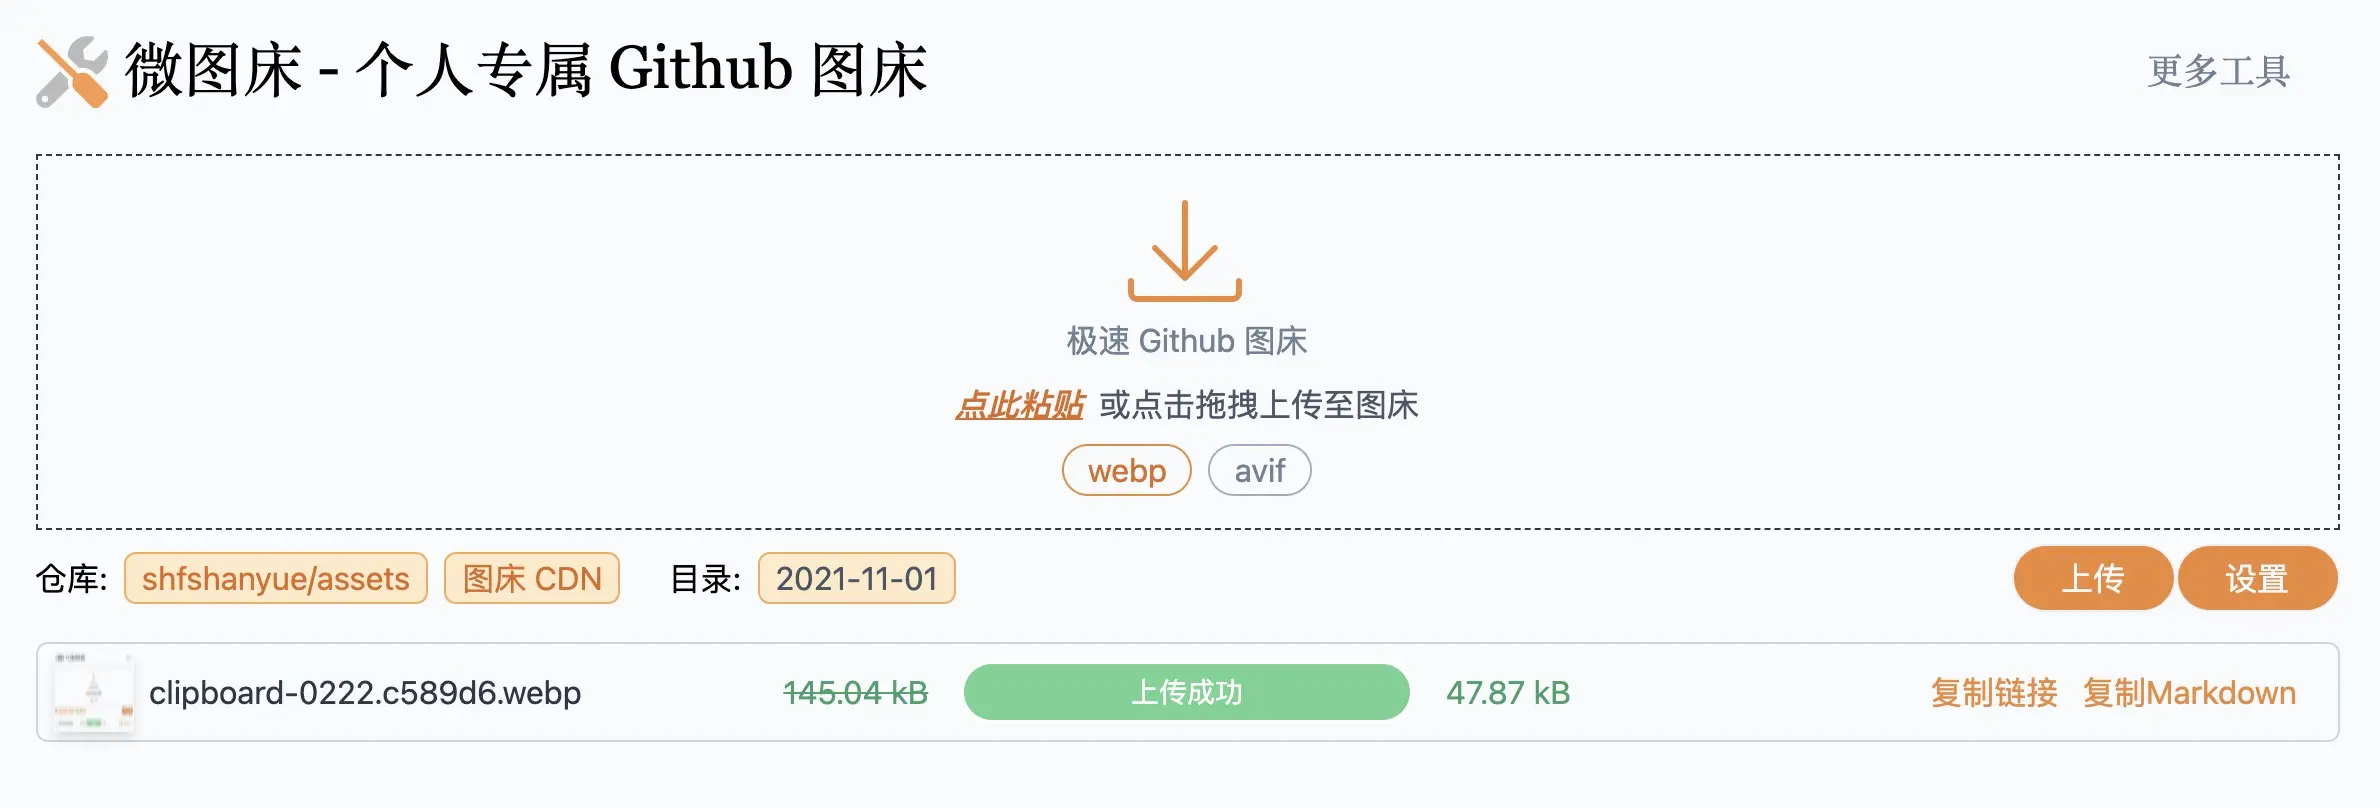 微图床 - 个人专属 Github 图床
更多工具
极速 Github 图床
点此粘贴 或点击拖拽上传至图床
webp avif
仓库: shfshanyue/assets 图床 CDN 目录: 2021-11-01 上传 设置
clipboard-0222.c589d6.webp 145.04 kB 上传成功 47.87 kB 复制链接 复制Markdown